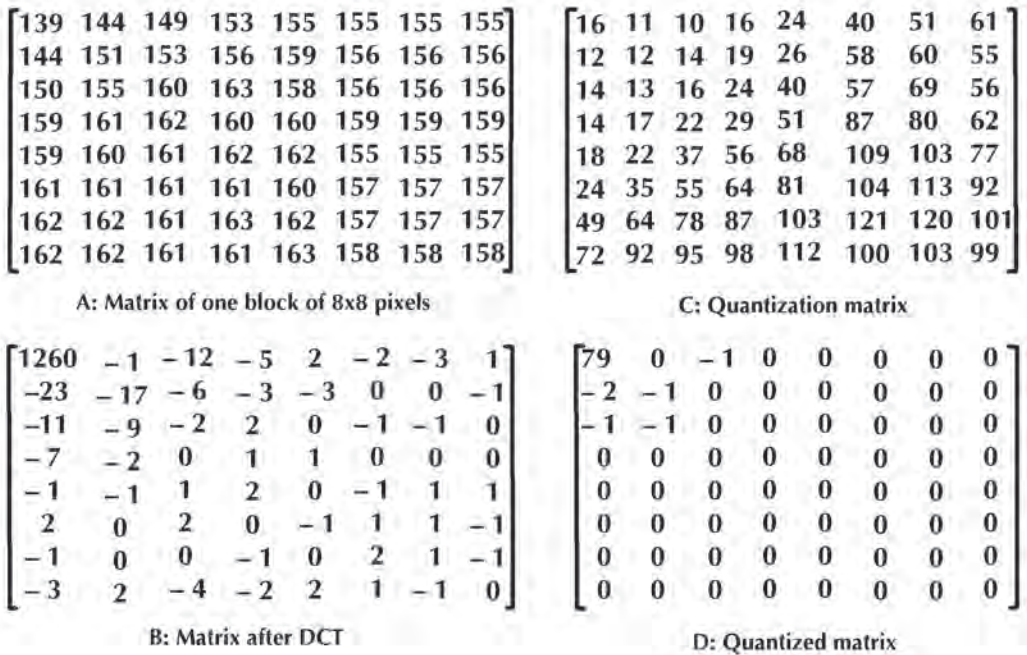 139 144 149 153 155 155 155 155
144 151 153 156 159 156 156 156
150 155 160 163 158 156 156 156
159 161 162 160 160 159 159 159
159 160 161 162 162 155 155 155
161 161 161 161 160 157 157 157
162 162 161 163 162 157 157 157
162 162 161 161 163 158 158 158
A: Matrix of one block of 8x8 pixels
16 11 10 16 24 40 51 61
12 12 14 19 26 58 60 55
14 13 16 24 40 57 69 56
14 17 22 29 51 87 80 62
18 22 37 56 68 109 103 77
24 35 55 64 81 104 113 92
49 64 78 87 103 121 120 101
72 92 95 98 112 100 103 99
C: Quantization matrix
1260 -1 -12 -5 2 -2 -3 1
-23 -17 -6 -3 -3 0 0 -1
-11 -9 -2 2 0 -1 -1 0
-7 -2 0 1 1 0 0 0
-1 -1 1 2 0 -1 1 1
2 0 2 0 -1 1 1 -1
-1 0 0 -1 0 2 1 -1
-3 2 -4 -2 2 1 -1 0
B: Matrix after DCT
79 0 -1 0 0 0 0 0
-2 -1 0 0 0 0 0 0
-1 -1 0 0 0 0 0 0
0 0 0 0 0 0 0 0
0 0 0 0 0 0 0 0
0 0 0 0 0 0 0 0
0 0 0 0 0 0 0 0
0 0 0 0 0 0 0 0
D: Quantized matrix